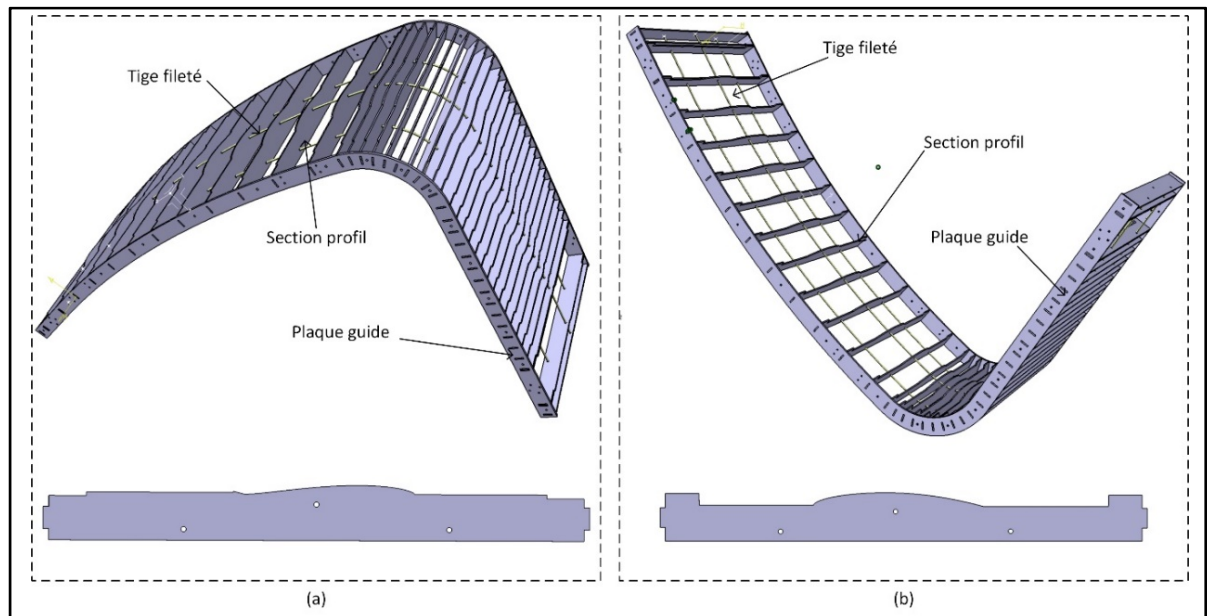 Tige fileté
Section profil
Plaque guide
(a)
Tige fileté
Section profil
Plaque guide
(b)